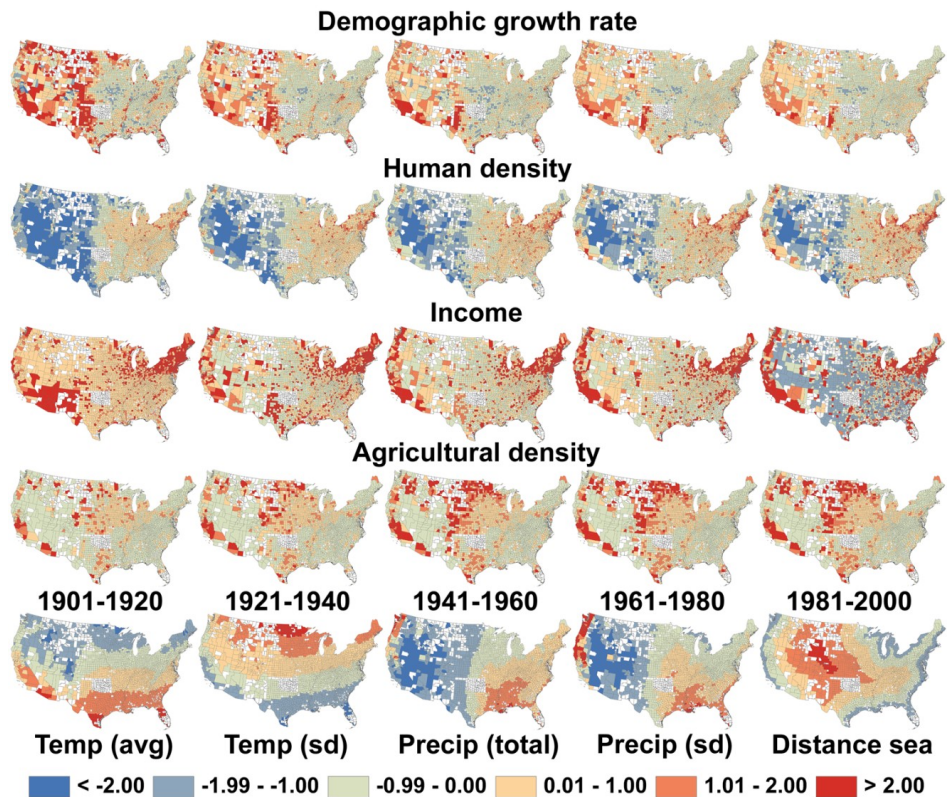 Demographic growth rate
Human density
Income
Agricultural density
1901-1920 1921-1940 1941-1960 1961-1980 1981-2000
Temp (avg) Temp (sd) Precip (total) Precip (sd) Distance sea
< -2.00 -1.99 - -1.00 -0.99 - 0.00 0.01 - 1.00 1.01 - 2.00 > 2.00